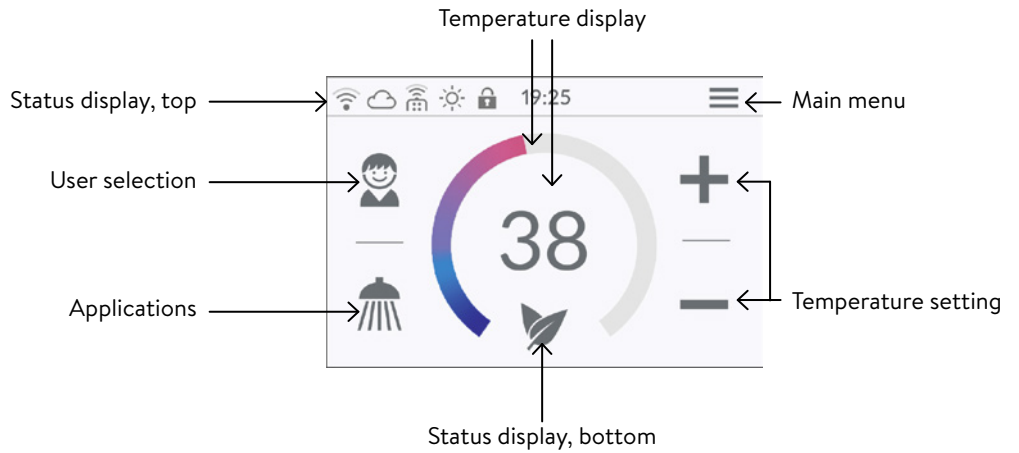 Temperature display
Status display, top
19:25
Main menu
User selection
38
Applications
Temperature setting
Status display, bottom